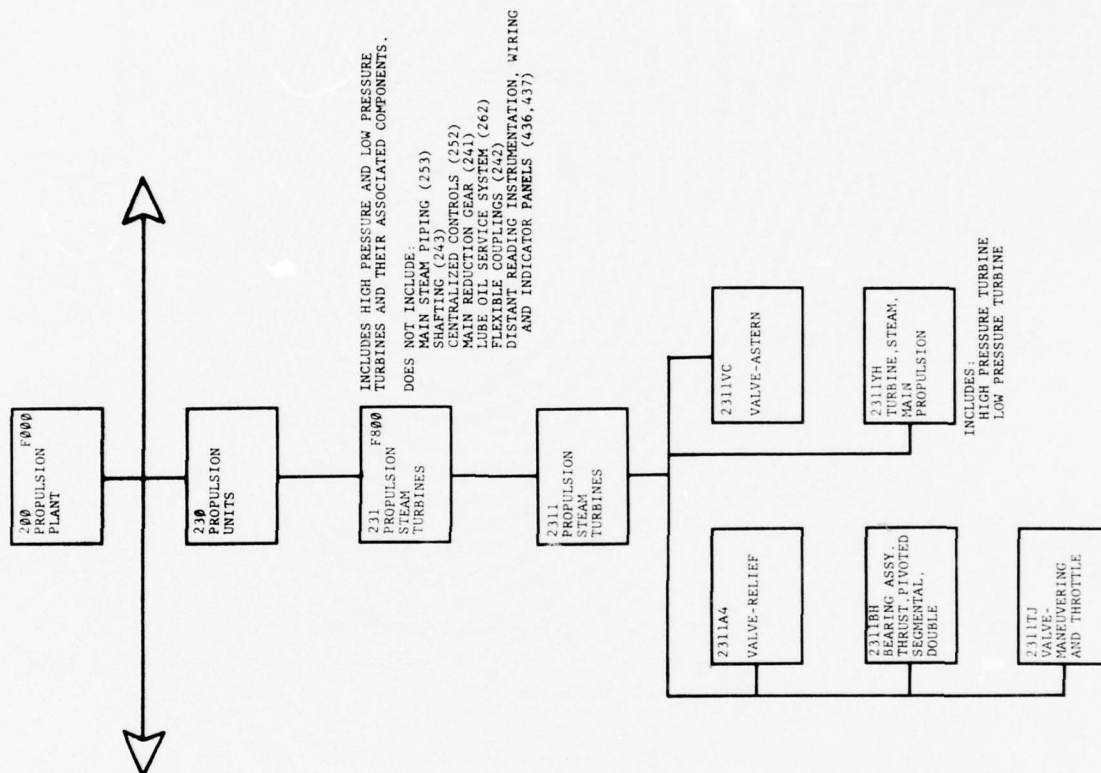 200 F000
PROPULSION
PLANT
230
PROPULSION
UNITS
231 F800
PROPULSION
STEAM
TURBINES
INCLUDES HIGH PRESSURE AND LOW PRESSURE
TURBINES AND THEIR ASSOCIATED COMPONENTS.
DOES NOT INCLUDE:
MAIN STEAM PIPING (253)
SHAFTING (243)
CENTRALIZED CONTROLS (252)
MAIN REDUCTION GEAR (241)
LUBE OIL SERVICE SYSTEM (262)
FLEXIBLE COUPLINGS (242)
DISTANT READING INSTRUMENTATION, WIRING
AND INDICATOR PANELS (436,437)
2311
PROPULSION
STEAM
TURBINES
2311A4
VALVE-RELIEF
2311VC
VALVE-ASTERN
2311BH
BEARING ASSY,
THRUST,PIVOTED
SEGMENTAL,
DOUBLE
2311YH
TURBINE,STEAM,
MAIN
PROPULSION
INCLUDES:
HIGH PRESSURE TURBINE
LOW PRESSURE TURBINE
2311TJ
VALVE-
MANEUVERING
AND THROTTLE